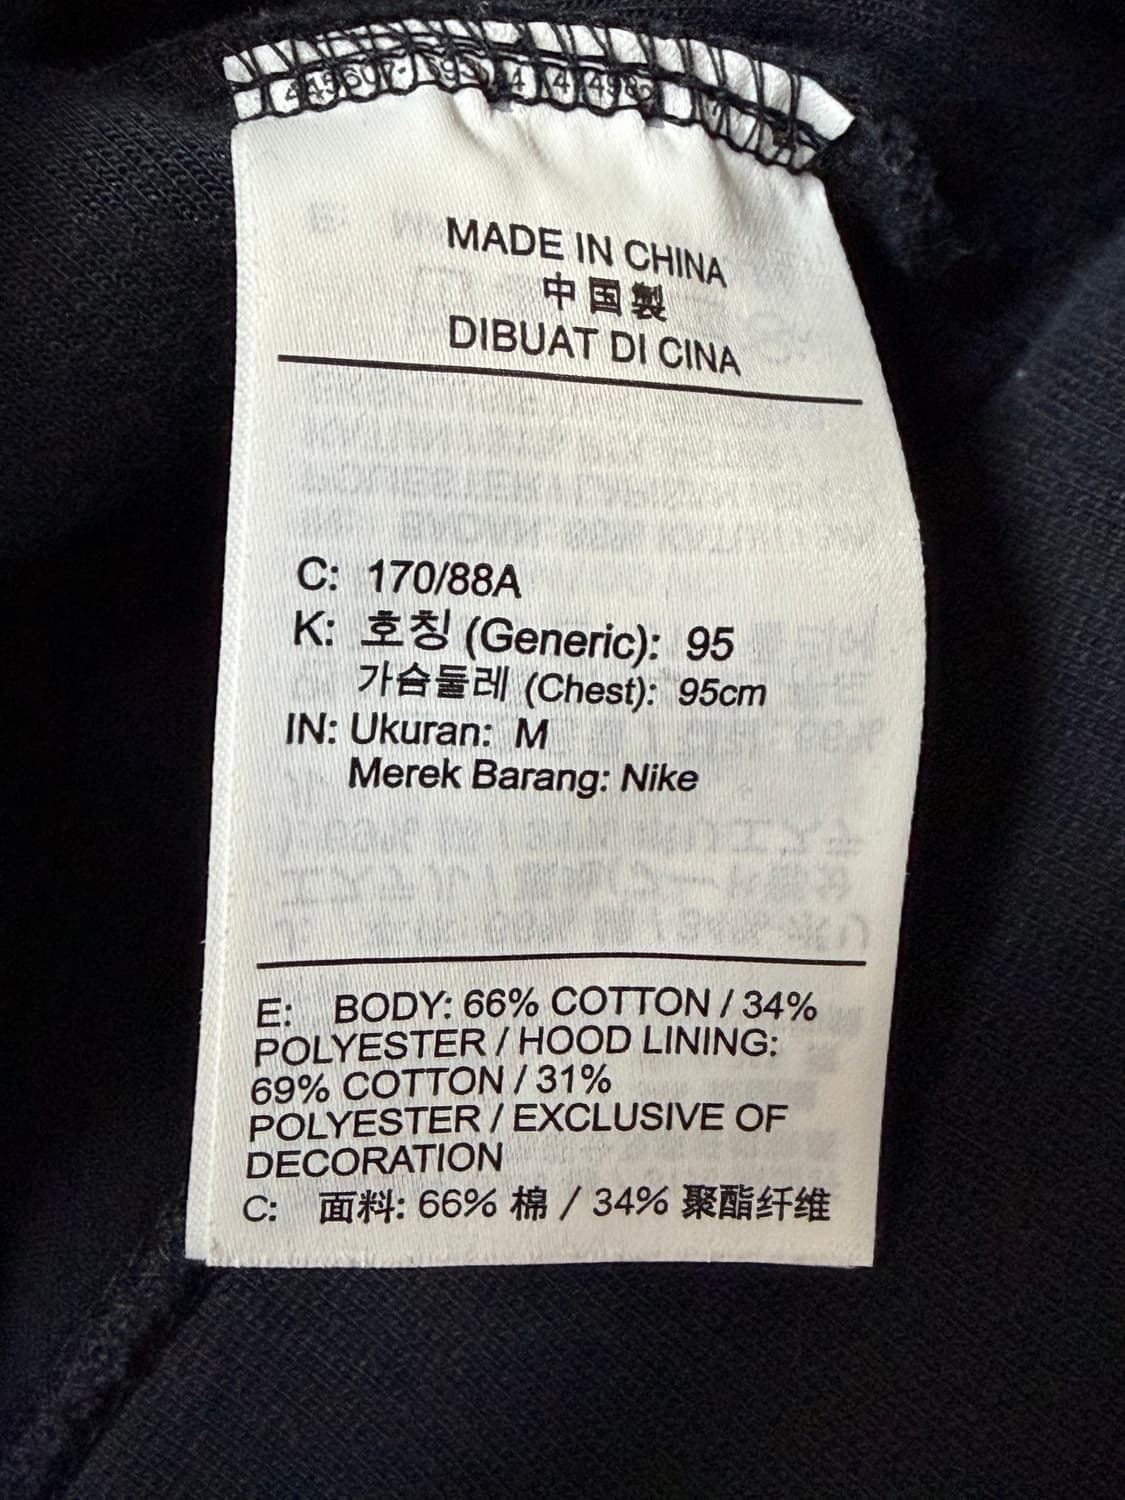 MADE IN CHINA
中国製
DIBUAT DI CINA
C: 170/88A
K: 호칭 (Generic): 95
가슴둘레 (Chest): 95cm
IN: Ukuran: M
Merek Barang: Nike
E: BODY: 66% COTTON / 34%
POLYESTER / HOOD LINING:
69% COTTON / 31%
POLYESTER / EXCLUSIVE OF
DECORATION
C: 面料: 66% 棉 / 34% 聚酯纤维